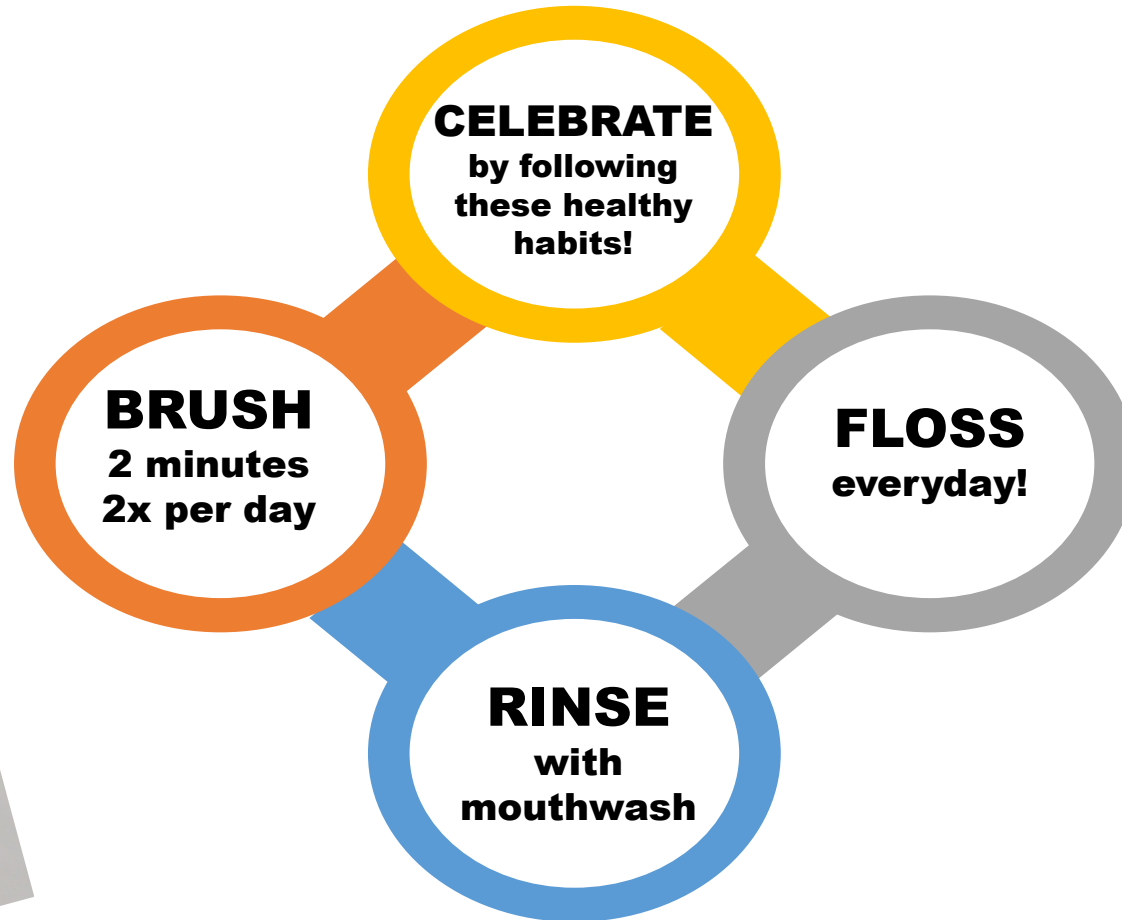 CELEBRATE
by following
these healthy
habits!
BRUSH
2 minutes
2x per day
FLOSS
everyday!
RINSE
with
mouthwash